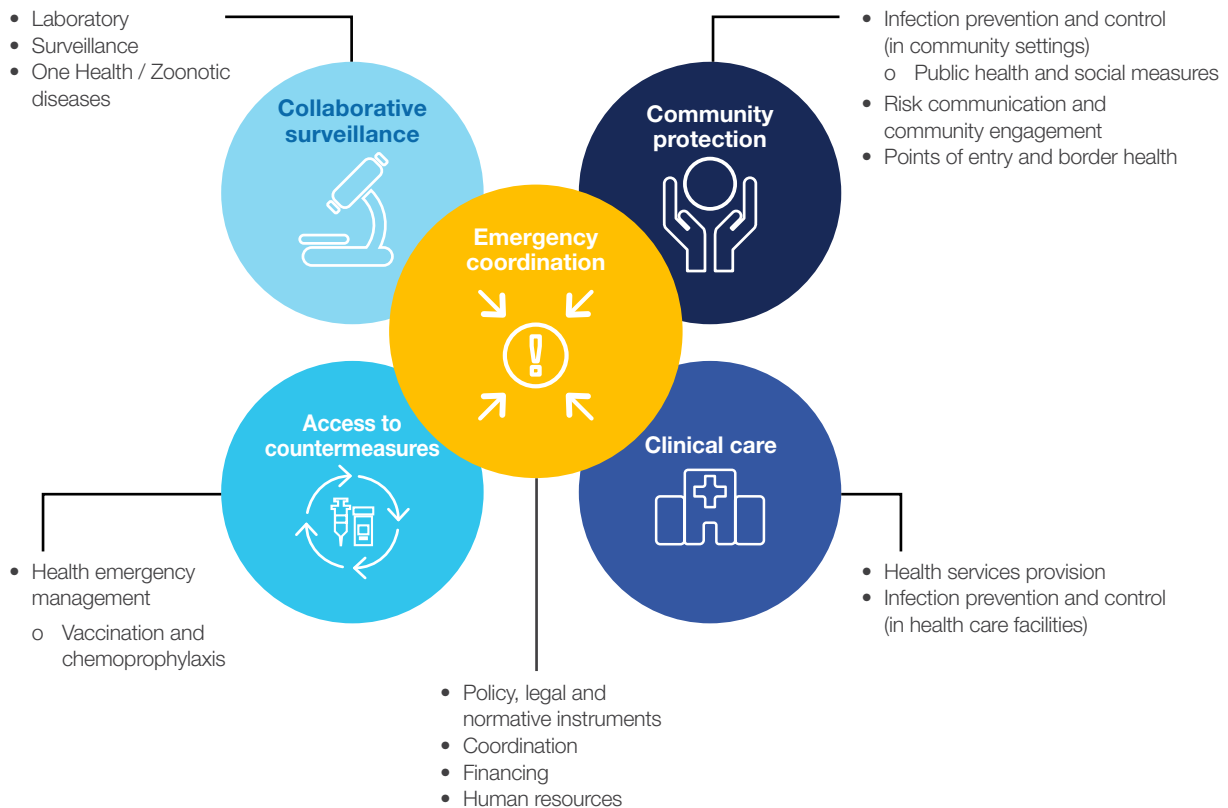 • Laboratory
• Surveillance
• One Health / Zoonotic
diseases
Collaborative
surveillance
Community
protection
• Infection prevention and control
(in community settings)
o Public health and social measures
• Risk communication and
community engagement
• Points of entry and border health
Emergency
coordination
Access to
countermeasures
Clinical care
• Health emergency
management
o Vaccination and
chemoprophylaxis
• Health services provision
• Infection prevention and control
(in health care facilities)
• Policy, legal and
normative instruments
• Coordination
• Financing
• Human resources